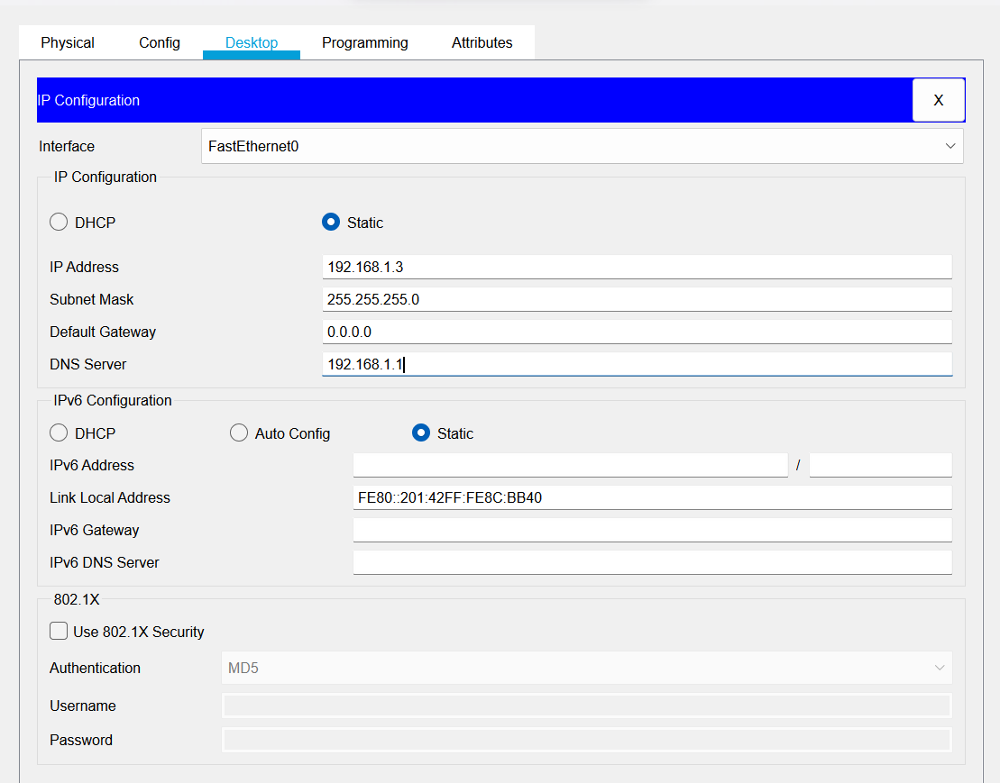 Physical Config Desktop Programming Attributes
IP Configuration X
Interface FastEthernet0
IP Configuration
DHCP Static
IP Address 192.168.1.3
Subnet Mask 255.255.255.0
Default Gateway 0.0.0.0
DNS Server 192.168.1.1
IPv6 Configuration
DHCP Auto Config Static
IPv6 Address /
Link Local Address FE80::201:42FF:FE8C:BB40
IPv6 Gateway
IPv6 DNS Server
802.1X
Use 802.1X Security
Authentication MD5
Username
Password